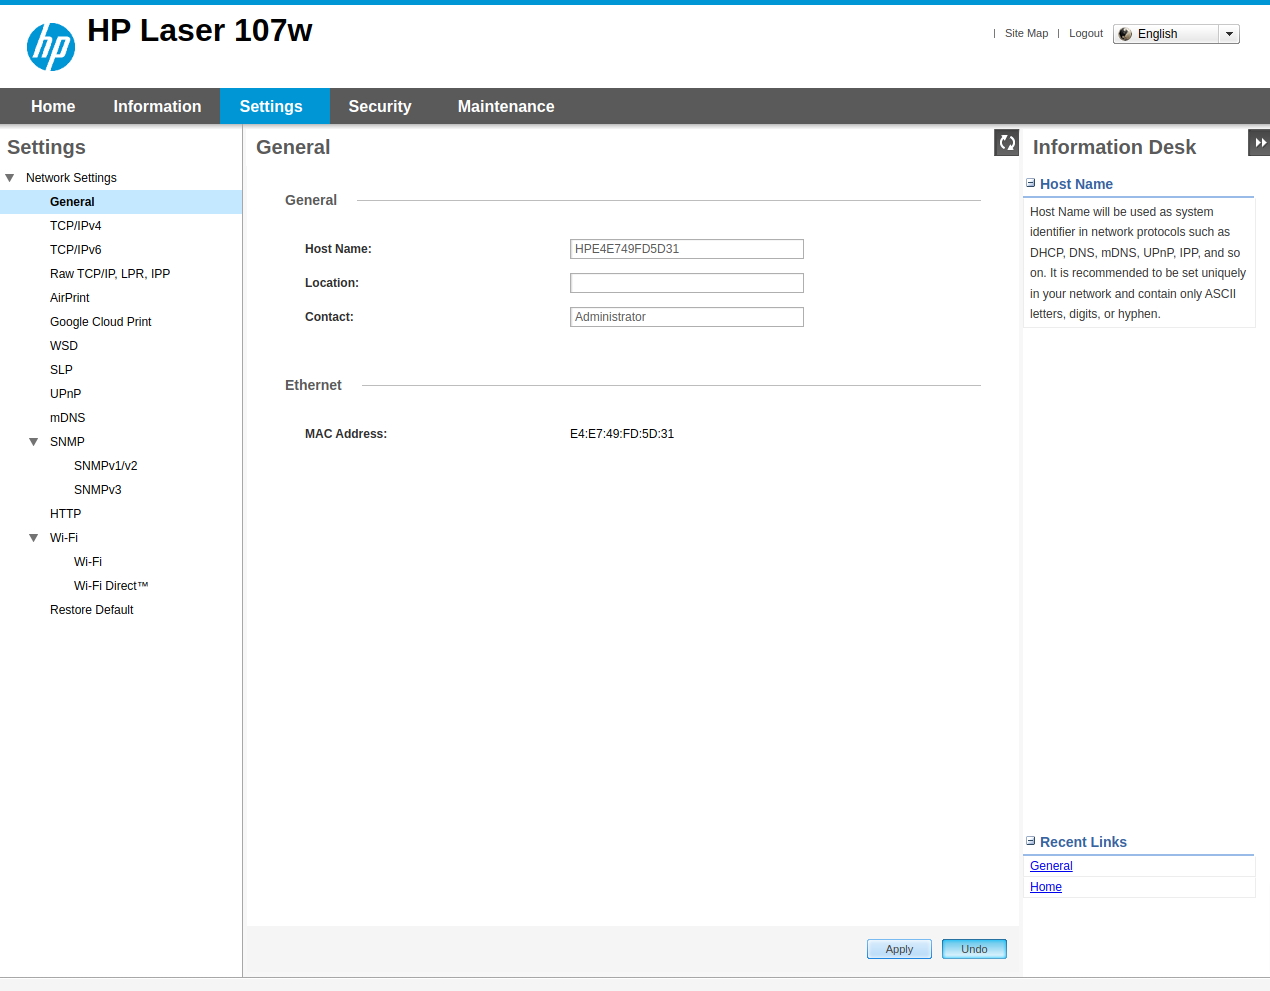 hp
HP Laser 107w
| Site Map | Logout English
Home Information Settings Security Maintenance
Settings
Network Settings
General
TCP/IPv4
TCP/IPv6
Raw TCP/IP, LPR, IPP
AirPrint
Google Cloud Print
WSD
SLP
UPnP
mDNS
SNMP
SNMPv1/v2
SNMPv3
HTTP
Wi-Fi
Wi-Fi
Wi-Fi Direct™
Restore Default
General
General
Host Name: HPE4E749FD5D31
Location:
Contact: Administrator
Ethernet
MAC Address: E4:E7:49:FD:5D:31
Apply Undo
Information Desk
Host Name
Host Name will be used as system
identifier in network protocols such as
DHCP, DNS, mDNS, UPnP, IPP, and so
on. It is recommended to be set uniquely
in your network and contain only ASCII
letters, digits, or hyphen.
Recent Links
General
Home